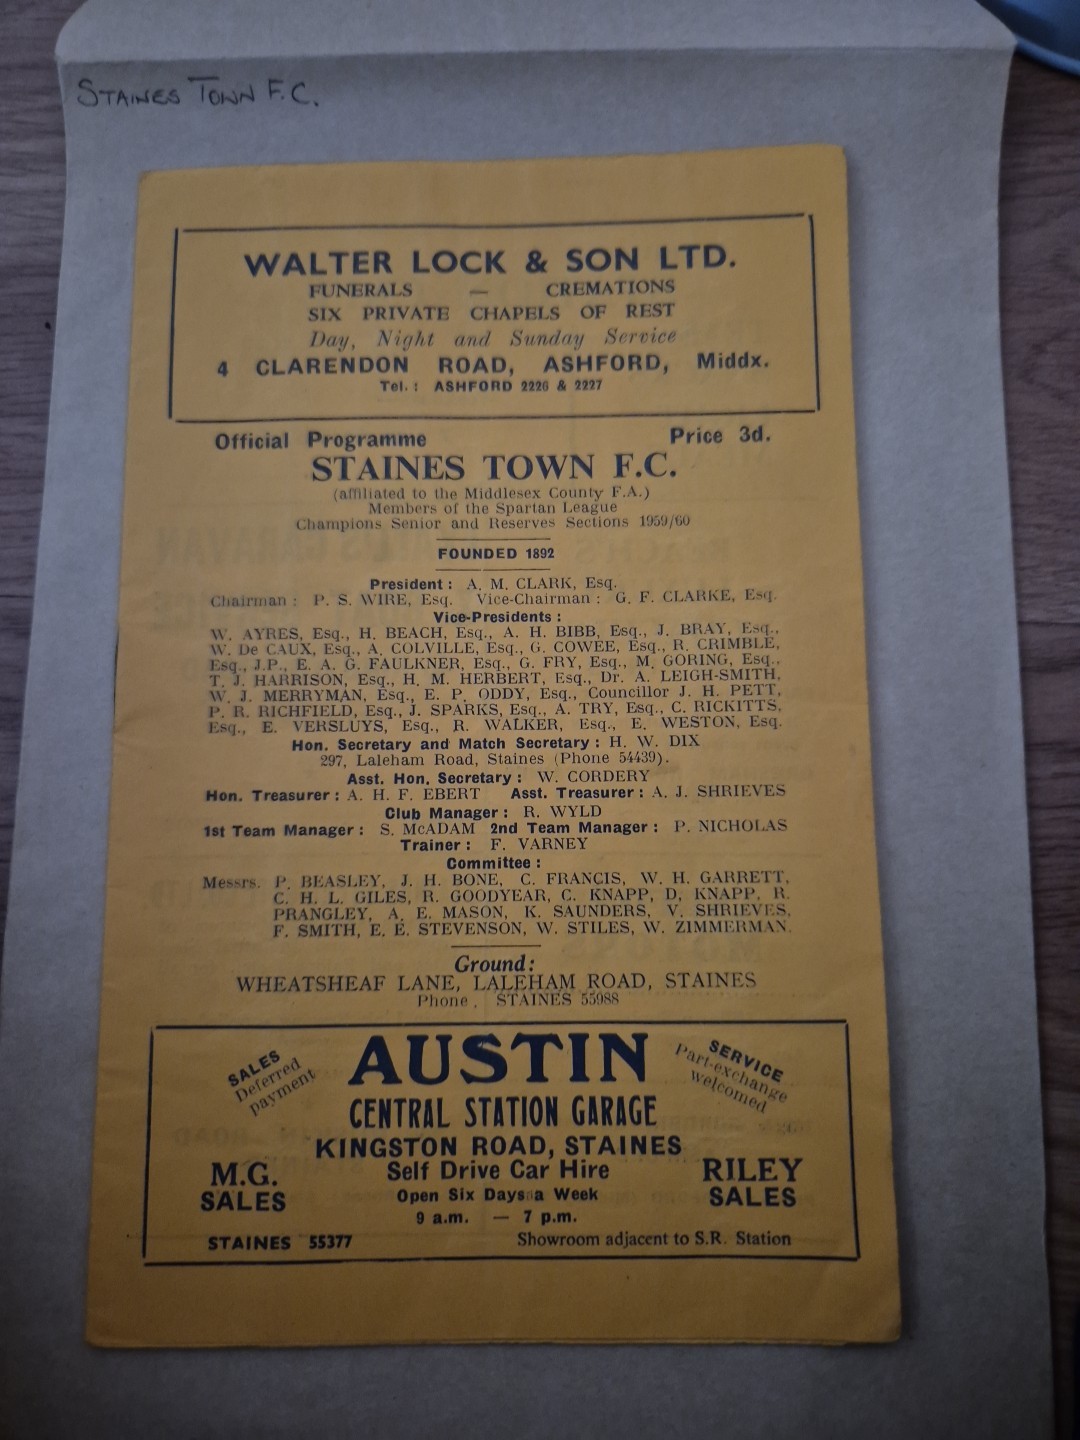 STAINES TOWN F.C.
WALTER LOCK & SON LTD.
FUNERALS — CREMATIONS
SIX PRIVATE CHAPELS OF REST
Day, Night and Sunday Service
4 CLARENDON ROAD, ASHFORD, Middx.
Tel.: ASHFORD 2226 & 2227
Official Programme Price 3d.
STAINES TOWN F.C.
(affiliated to the Middlesex County F.A.)
Members of the Spartan League
Champions Senior and Reserves Sections 1959/60
FOUNDED 1892
President: A. M. CLARK, Esq.
Chairman: P. S. WIRE, Esq. Vice-Chairman: G. F. CLARKE, Esq.
Vice-Presidents:
W. AYRES, Esq., H. BEACH, Esq., A. H. BIBB, Esq., J. BRAY, Esq.,
W. De CAUX, Esq., A. COLVILLE, Esq., G. COWEE, Esq., R. CRIMBLE,
Esq., J.P., E. A. G. FAULKNER, Esq., G. FRY, Esq., M. GORING, Esq.,
T. J. HARRISON, Esq., H. M. HERBERT, Esq., Dr. A. LEIGH-SMITH,
W. J. MERRYMAN, Esq., E. P. ODDY, Esq., Councillor J. H. PETT,
P. R. RICHFIELD, Esq., J. SPARKS, Esq., A. TRY, Esq., C. RICKITTS,
Esq., E. VERSLUYS, Esq., R. WALKER, Esq., E. WESTON, Esq.
Hon. Secretary and Match Secretary: H. W. DIX
297, Laleham Road, Staines (Phone 54439).
Asst. Hon. Secretary: W. CORDERY
Hon. Treasurer: A. H. F. EBERT Asst. Treasurer: A. J. SHRIEVES
Club Manager: R. WYLD
1st Team Manager: S. McADAM 2nd Team Manager: P. NICHOLAS
Trainer: F. VARNEY
Committee:
Messrs. P. BEASLEY, J. H. BONE, C. FRANCIS, W. H. GARRETT,
C. H. L. GILES, R. GOODYEAR, C. KNAPP, D, KNAPP, R.
PRANGLEY, A. E. MASON, K. SAUNDERS, V. SHRIEVES,
F. SMITH, E. E. STEVENSON, W. STILES, W. ZIMMERMAN.
Ground:
WHEATSHEAF LANE, LALEHAM ROAD, STAINES
Phone. STAINES 55988
SALES
Deferred
payment
AUSTIN
SERVICE
Part-exchange
welcomed
CENTRAL STATION GARAGE
KINGSTON ROAD, STAINES
M.G.
SALES
Self Drive Car Hire
Open Six Days a Week
9 a.m. — 7 p.m.
RILEY
SALES
STAINES 55377 Showroom adjacent to S.R. Station